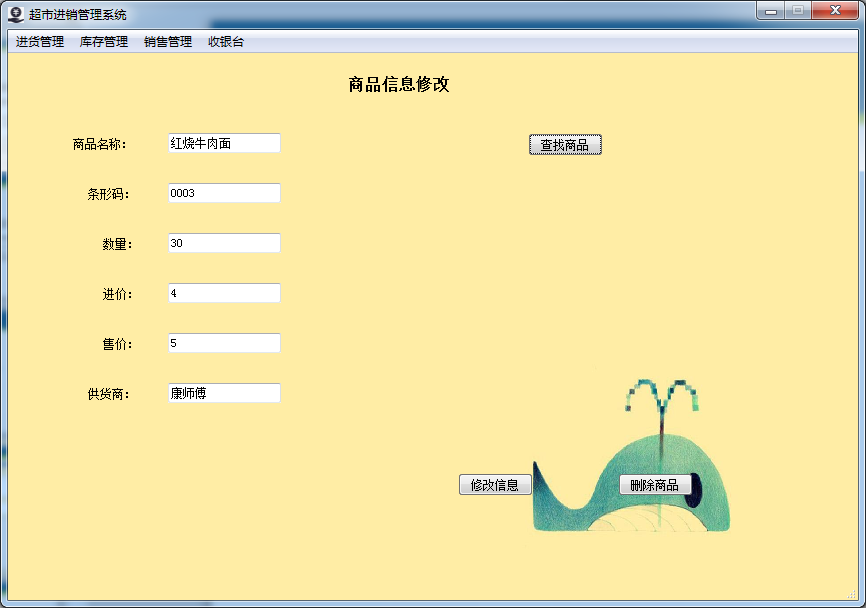 超市进销管理系统
进货管理 库存管理 销售管理 收银台
商品信息修改
商品名称： 红烧牛肉面 查找商品
条形码： 0003
数量： 30
进价： 4
售价： 5
供货商： 康师傅
修改信息 删除商品